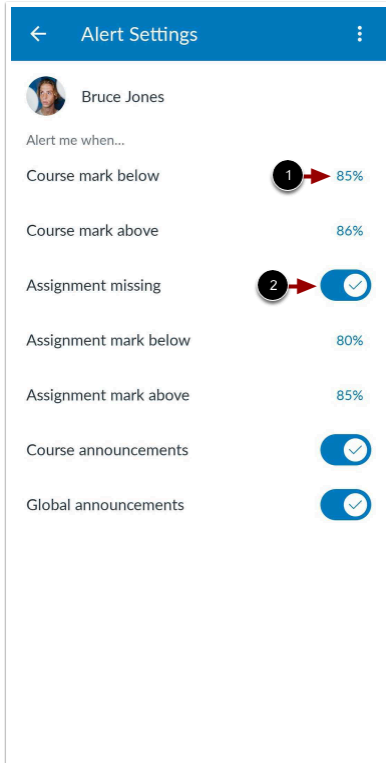 Alert Settings
Bruce Jones
Alert me when...
Course mark below 1 85%
Course mark above 86%
Assignment missing 2
Assignment mark below 80%
Assignment mark above 85%
Course announcements
Global announcements